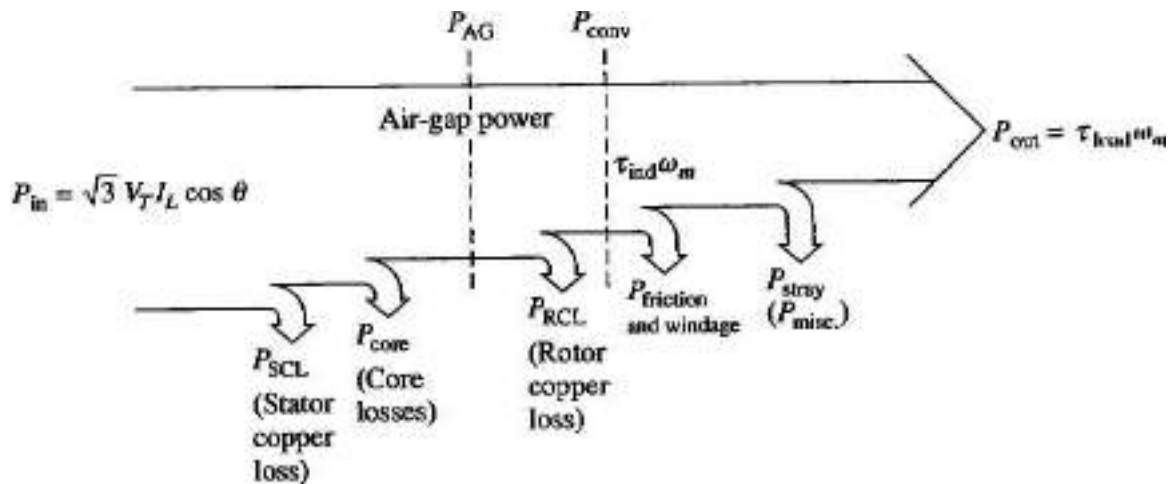 P_AG
P_conv
Air-gap power
P_out = τ_load ω_m
τ_ind ω_m
P_in = √3 V_T I_L cos θ
P_SCL
(Stator
copper
loss)
P_core
(Core
losses)
P_RCL
(Rotor
copper
loss)
P_friction
and windage
P_stray
(P_misc.)